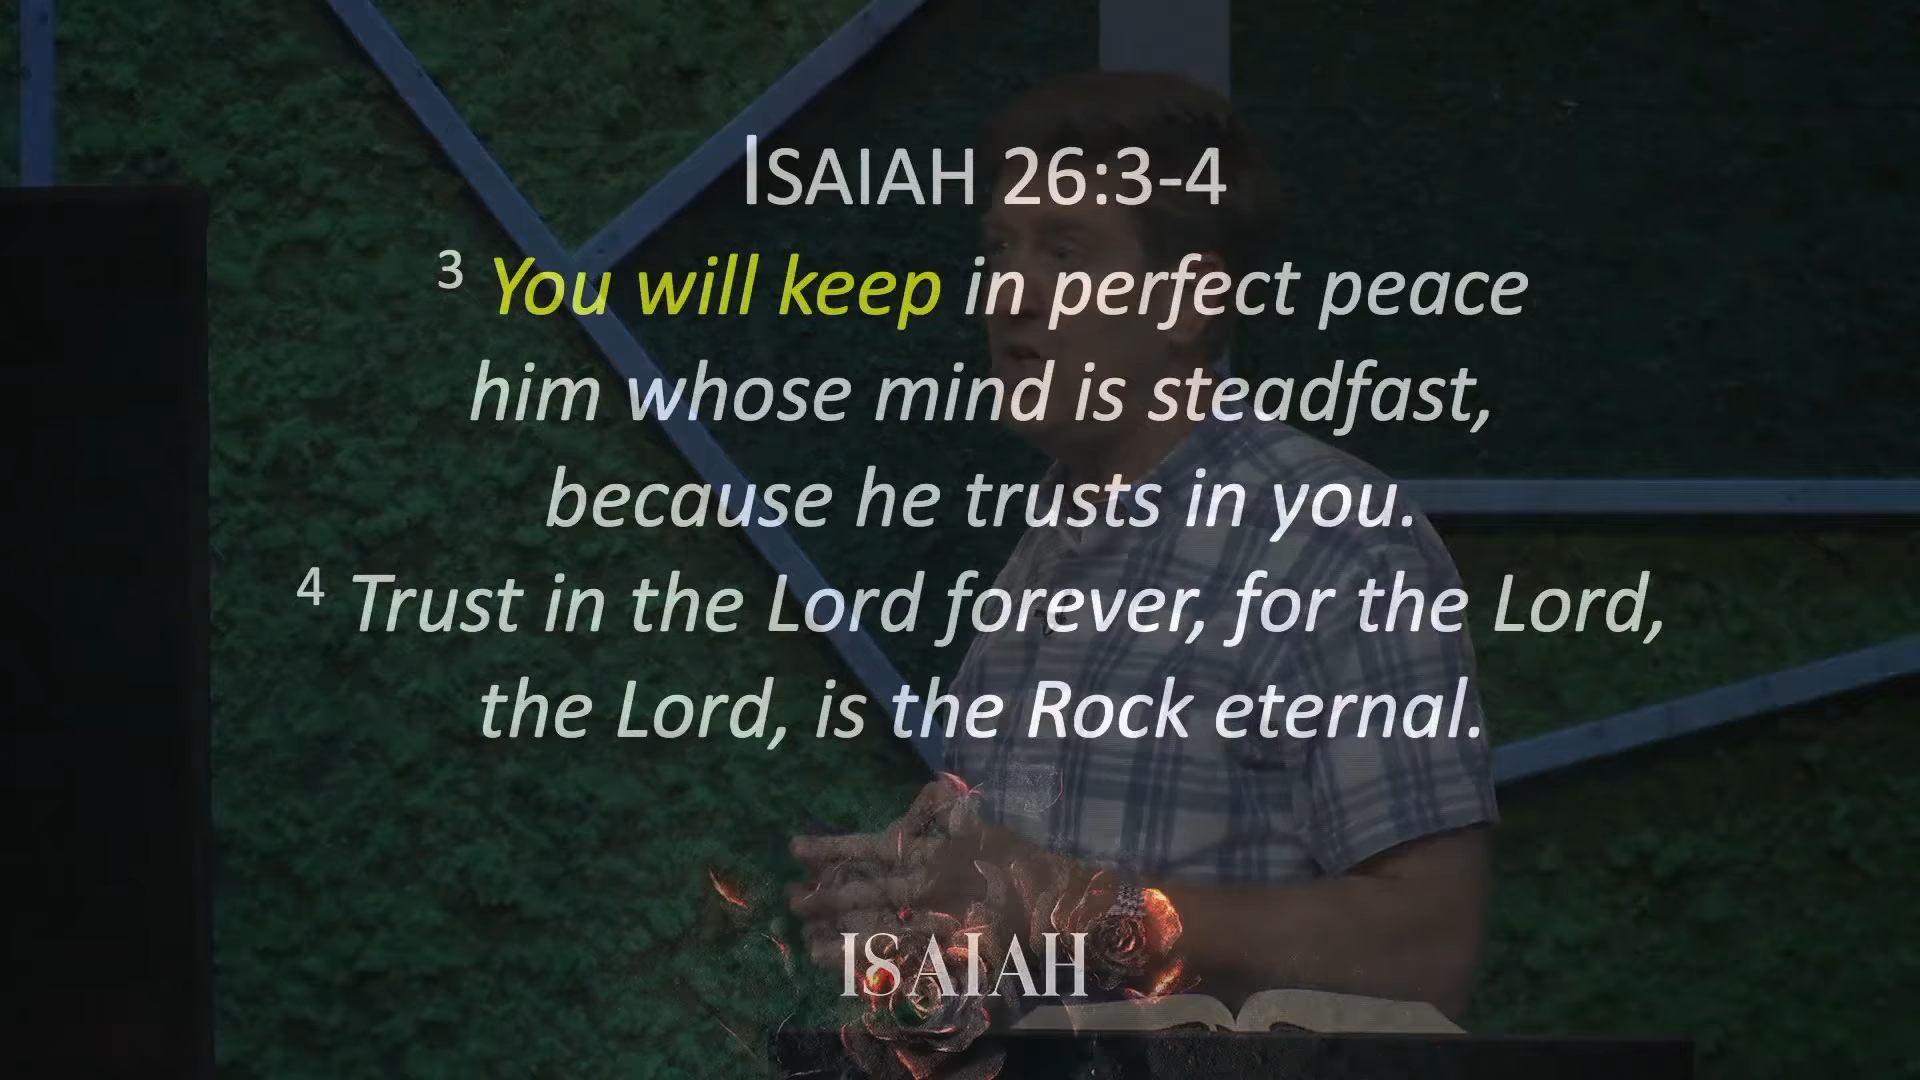 ISAIAH 26:3-4
3 You will keep in perfect peace
him whose mind is steadfast,
because he trusts in you.
4 Trust in the Lord forever, for the Lord,
the Lord, is the Rock eternal.
ISAIAH